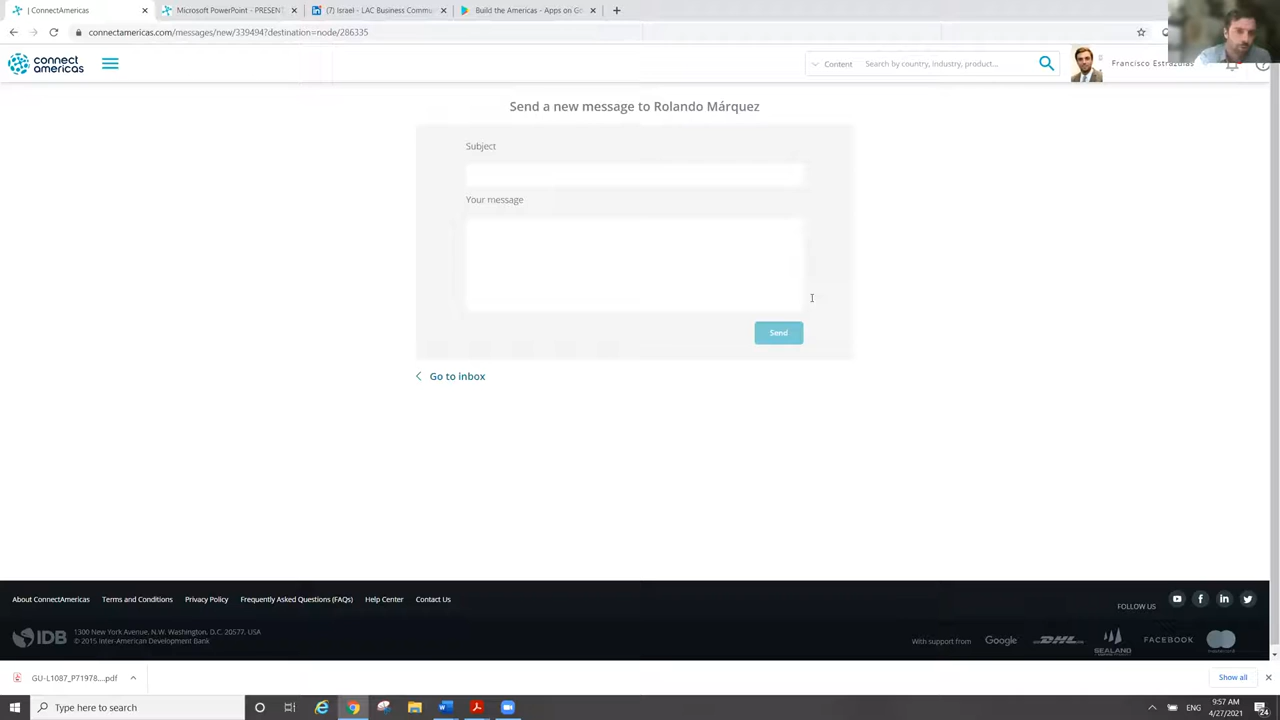 | ConnectAmericas
Microsoft PowerPoint - PRESENT
(7) Israel - LAC Business Commu
Build the Americas - Apps on Go
connectamericas.com/messages/new/339494?destination=node/286335
connect
americas
Content
Search by country, industry, product...
Francisco Estrazulas
Send a new message to Rolando Márquez
Subject
Your message
Send
Go to inbox
About ConnectAmericas
Terms and Conditions
Privacy Policy
Frequently Asked Questions (FAQs)
Help Center
Contact Us
FOLLOW US
IDB
1300 New York Avenue, N.W. Washington, D.C. 20577, USA
© 2015 Inter-American Development Bank
With support from
Google
DHL
SEALAND
FACEBOOK
GU-L1087_P71978....pdf
Show all
Type here to search
ENG
9:57 AM
4/27/2021
24